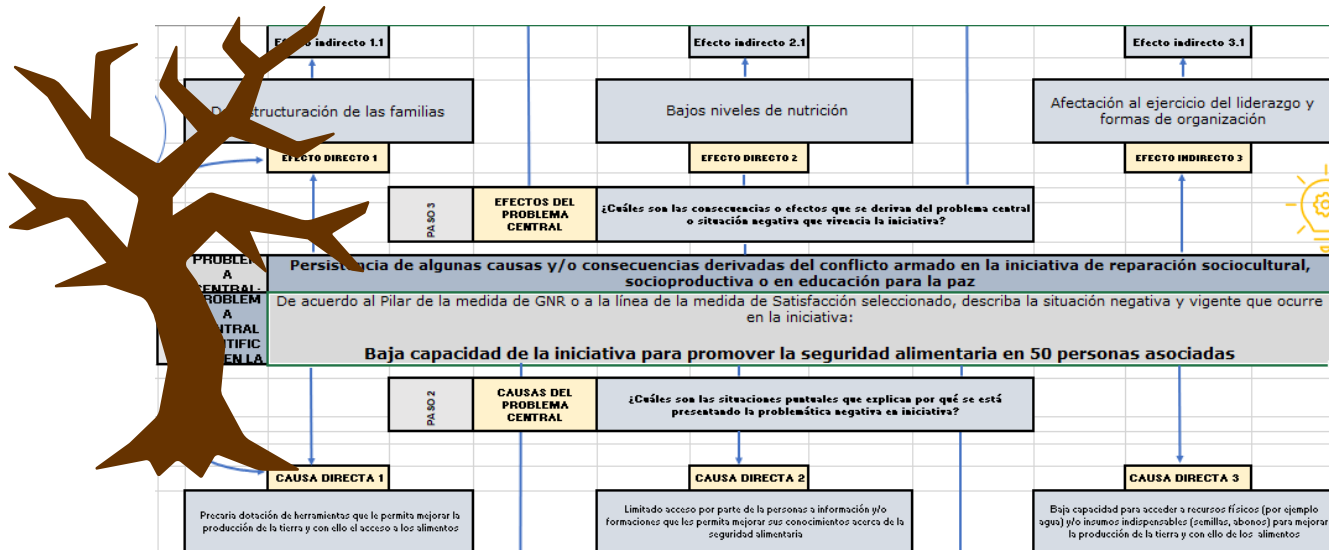 Efecto indirecto 1.1
Efecto indirecto 2.1
Efecto indirecto 3.1
structuración de las familias
Bajos niveles de nutrición
Afectación al ejercicio del liderazgo y
formas de organización
EFECTO DIRECTO 1
EFECTO DIRECTO 2
EFECTO INDIRECTO 3
PASO 3
EFECTOS DEL
PROBLEMA
CENTRAL
¿Cuáles son las consecuencias o efectos que se derivan del problema central
o situación negativa que vivencia la iniciativa?
PROBLEM
A
CENTRAL:
Persistencia de algunas causas y/o consecuencias derivadas del conflicto armado en la iniciativa de reparación sociocultural,
socioproductiva o en educación para la paz
PROBLEM
A
NTRAL
NTIFIC
EN LA
De acuerdo al Pilar de la medida de GNR o a la línea de la medida de Satisfacción seleccionado, describa la situación negativa y vigente que ocurre
en la iniciativa:
Baja capacidad de la iniciativa para promover la seguridad alimentaria en 50 personas asociadas
PASO 2
CAUSAS DEL
PROBLEMA
CENTRAL
¿Cuáles son las situaciones puntuales que explican por qué se está
presentando la problemática negativa en iniciativa?
CAUSA DIRECTA 1
CAUSA DIRECTA 2
CAUSA DIRECTA 3
Precaria dotación de herramientas que le permita mejorar la
producción de la tierra y con ello el acceso a los alimentos
Limitado acceso por parte de la personas a información y/o
formaciones que les permita mejorar sus conocimientos acerca de la
seguridad alimentaria
Baja capacidad para acceder a recursos físicos (por ejemplo
agua) y/o insumos indispensables (semillas, abonos) para mejorar
la producción de la tierra y con ello de los alimentos